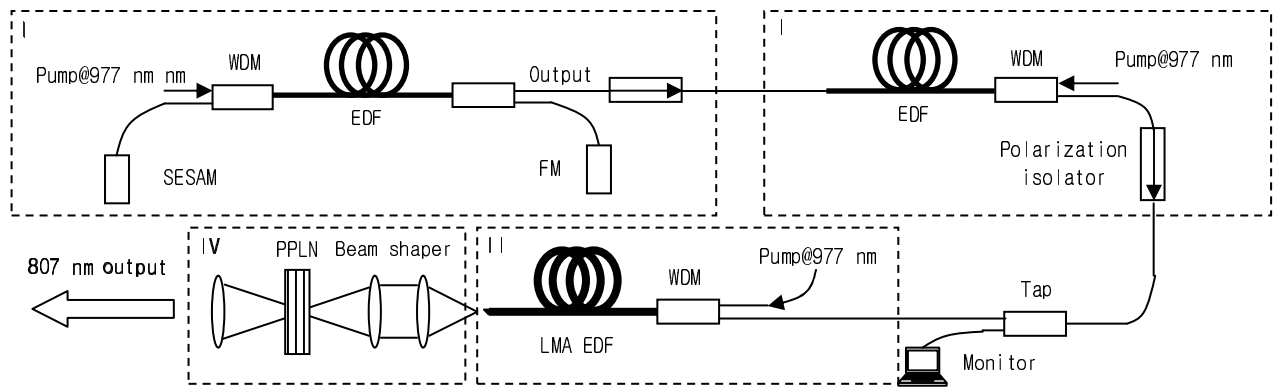 I
Pump@977 nm nm
WDM
EDF
Output
SESAM
FM
I
EDF
WDM
Pump@977 nm
Polarization
isolator
807 nm output
IV
PPLN
Beam shaper
II
LMA EDF
WDM
Pump@977 nm
Tap
Monitor